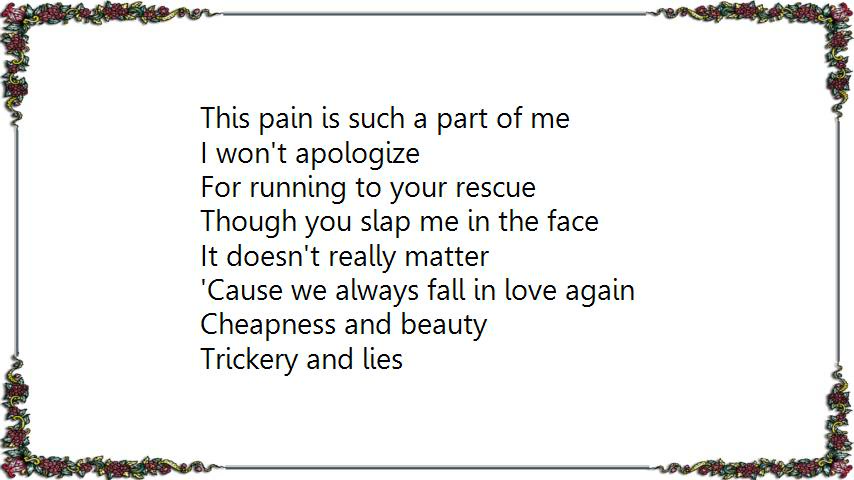 This pain is such a part of me
I won't apologize
For running to your rescue
Though you slap me in the face
It doesn't really matter
'Cause we always fall in love again
Cheapness and beauty
Trickery and lies